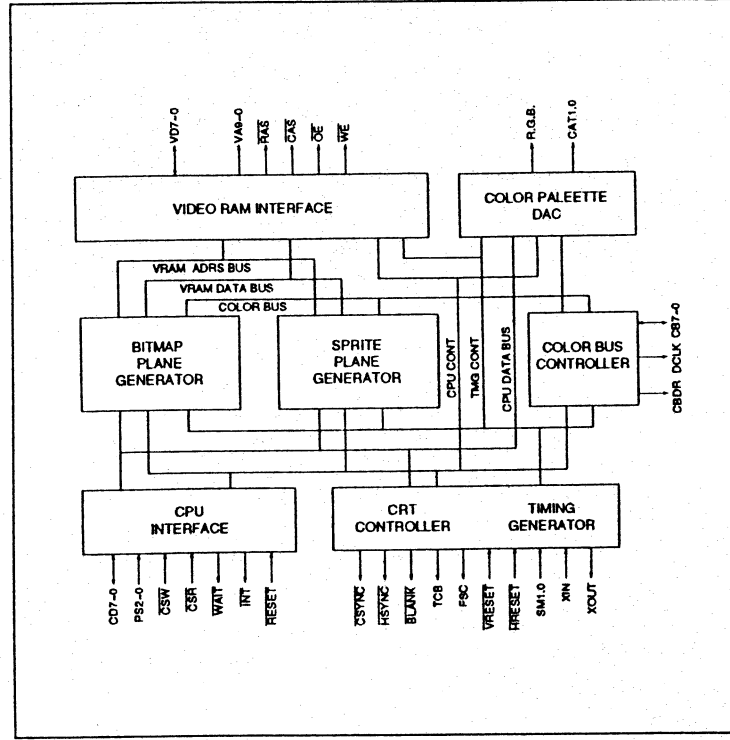 VD7-0
VA9-0
RAS
CAS
OE
WE
R.G.B.
CAT1.0
VIDEO RAM INTERFACE
COLOR PALEETTE
DAC
VRAM ADRS BUS
VRAM DATA BUS
COLOR BUS
BITMAP
PLANE
GENERATOR
SPRITE
PLANE
GENERATOR
CPU CONT
TMG CONT
CPU DATA BUS
COLOR BUS
CONTROLLER
CB7-0
DCLK
CBDR
CPU
INTERFACE
CRT
CONTROLLER
TIMING
GENERATOR
CD7-0
PS2-0
CSW
CSR
WAIT
INT
RESET
CSYNC
HSYNC
BLANK
TCB
FSC
VRESET
HRESET
SM1.0
XIN
XOUT